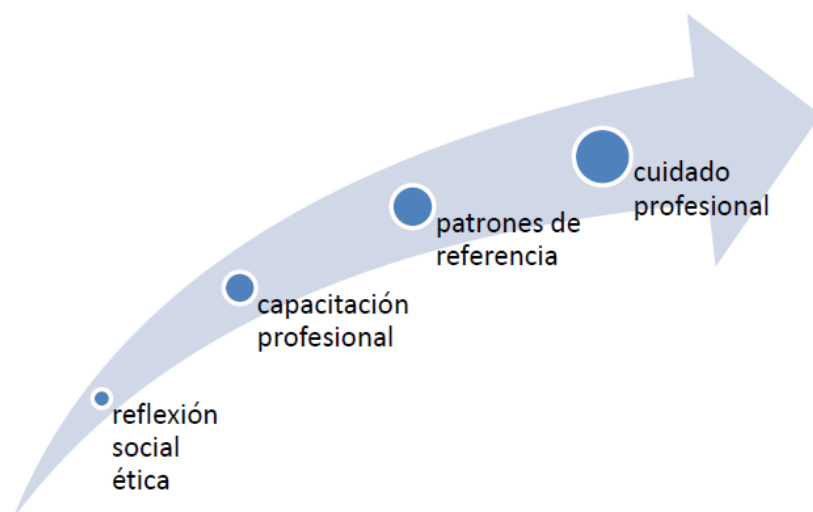 cuidado
profesional
patrones de
referencia
capacitación
profesional
reflexión
social
ética